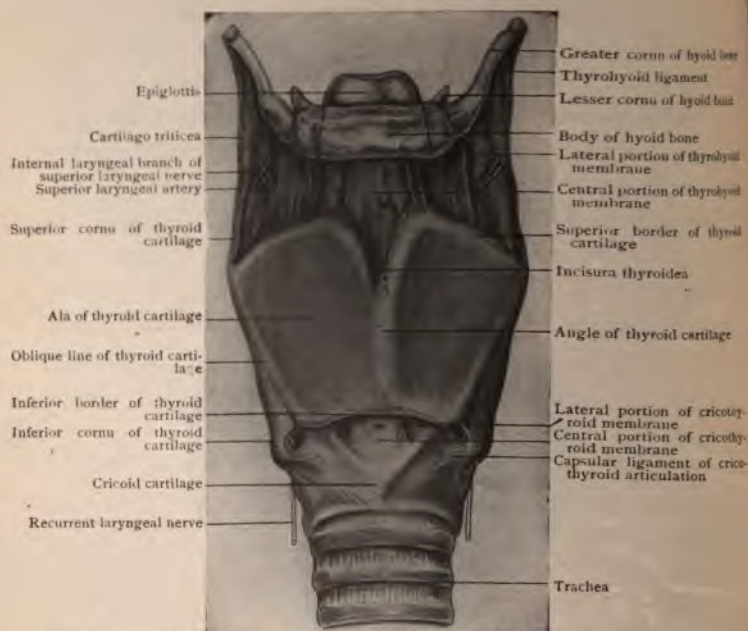 Epiglottis
Cartilago triticea
Internal laryngeal branch of
superior laryngeal nerve
Superior laryngeal artery
Superior cornu of thyroid
cartilage
Ala of thyroid cartilage
Oblique line of thyroid carti-
lage
Inferior border of thyroid
cartilage
Inferior cornu of thyroid
cartilage
Cricoid cartilage
Recurrent laryngeal nerve
Greater cornu of hyoid bone
Thyrohyoid ligament
Lesser cornu of hyoid bone
Body of hyoid bone
Lateral portion of thyrohyoid
membrane
Central portion of thyrohyoid
membrane
Superior border of thyroid
cartilage
Incisura thyroidea
Angle of thyroid cartilage
Lateral portion of cricothy-
roid membrane
Central portion of cricothy-
roid membrane
Capsular ligament of crico-
thyroid articulation
Trachea